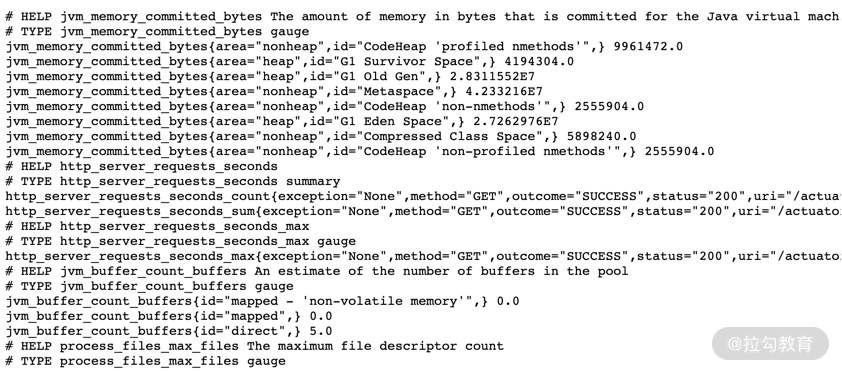 # HELP jvm_memory_committed_bytes The amount of memory in bytes that is committed for the Java virtual mach
# TYPE jvm_memory_committed_bytes gauge
jvm_memory_committed_bytes{area="nonheap",id="CodeHeap 'profiled nmethods'",} 9961472.0
jvm_memory_committed_bytes{area="heap",id="G1 Survivor Space",} 4194304.0
jvm_memory_committed_bytes{area="heap",id="G1 Old Gen",} 2.8311552E7
jvm_memory_committed_bytes{area="nonheap",id="Metaspace",} 4.233216E7
jvm_memory_committed_bytes{area="nonheap",id="CodeHeap 'non-nmethods'",} 2555904.0
jvm_memory_committed_bytes{area="heap",id="G1 Eden Space",} 2.7262976E7
jvm_memory_committed_bytes{area="nonheap",id="Compressed Class Space",} 5898240.0
jvm_memory_committed_bytes{area="nonheap",id="CodeHeap 'non-profiled nmethods'",} 2555904.0
# HELP http_server_requests_seconds
# TYPE http_server_requests_seconds summary
http_server_requests_seconds_count{exception="None",method="GET",outcome="SUCCESS",status="200",uri="/actua
http_server_requests_seconds_sum{exception="None",method="GET",outcome="SUCCESS",status="200",uri="/actuato
# HELP http_server_requests_seconds_max
# TYPE http_server_requests_seconds_max gauge
http_server_requests_seconds_max{exception="None",method="GET",outcome="SUCCESS",status="200",uri="/actuato
# HELP jvm_buffer_count_buffers An estimate of the number of buffers in the pool
# TYPE jvm_buffer_count_buffers gauge
jvm_buffer_count_buffers{id="mapped - 'non-volatile memory'",} 0.0
jvm_buffer_count_buffers{id="mapped",} 0.0
jvm_buffer_count_buffers{id="direct",} 5.0
# HELP process_files_max_files The maximum file descriptor count
# TYPE process_files_max_files gauge
@拉勾教育